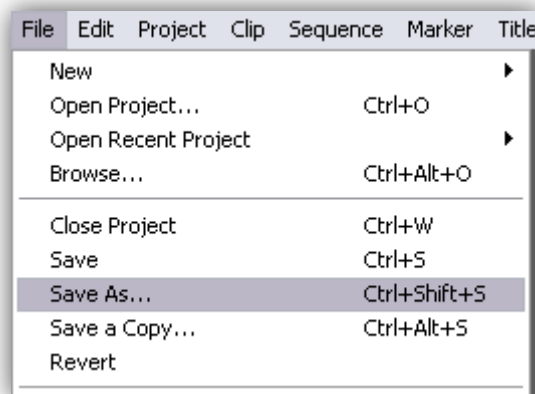 File Edit Project Clip Sequence Marker Title
New
Open Project... Ctrl+O
Open Recent Project
Browse... Ctrl+Alt+O
Close Project Ctrl+W
Save Ctrl+S
Save As... Ctrl+Shift+S
Save a Copy... Ctrl+Alt+S
Revert